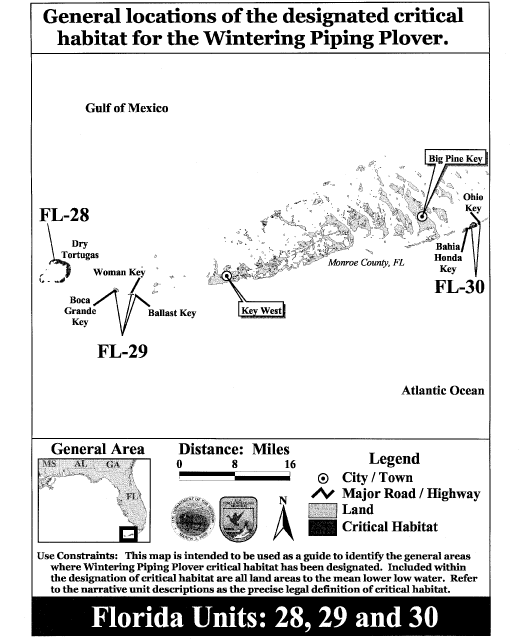 General locations of the designated critical
habitat for the Wintering Piping Plover.
Gulf of Mexico
Big Pine Key
Ohio
Key
FL-28
Dry
Tortugas
Bahia
Honda
Key
Monroe County, FL
Woman Key
FL-30
Boca
Grande
Key
Ballast Key
Key West
FL-29
Atlantic Ocean
General Area
MS AL GA
FL
Distance: Miles
0 8 16
N
Legend
City / Town
Major Road / Highway
Land
Critical Habitat
Use Constraints: This map is intended to be used as a guide to identify the general areas
where Wintering Piping Plover critical habitat has been designated. Included within
the designation of critical habitat are all land areas to the mean lower low water. Refer
to the narrative unit descriptions as the precise legal definition of critical habitat.
Florida Units: 28, 29 and 30